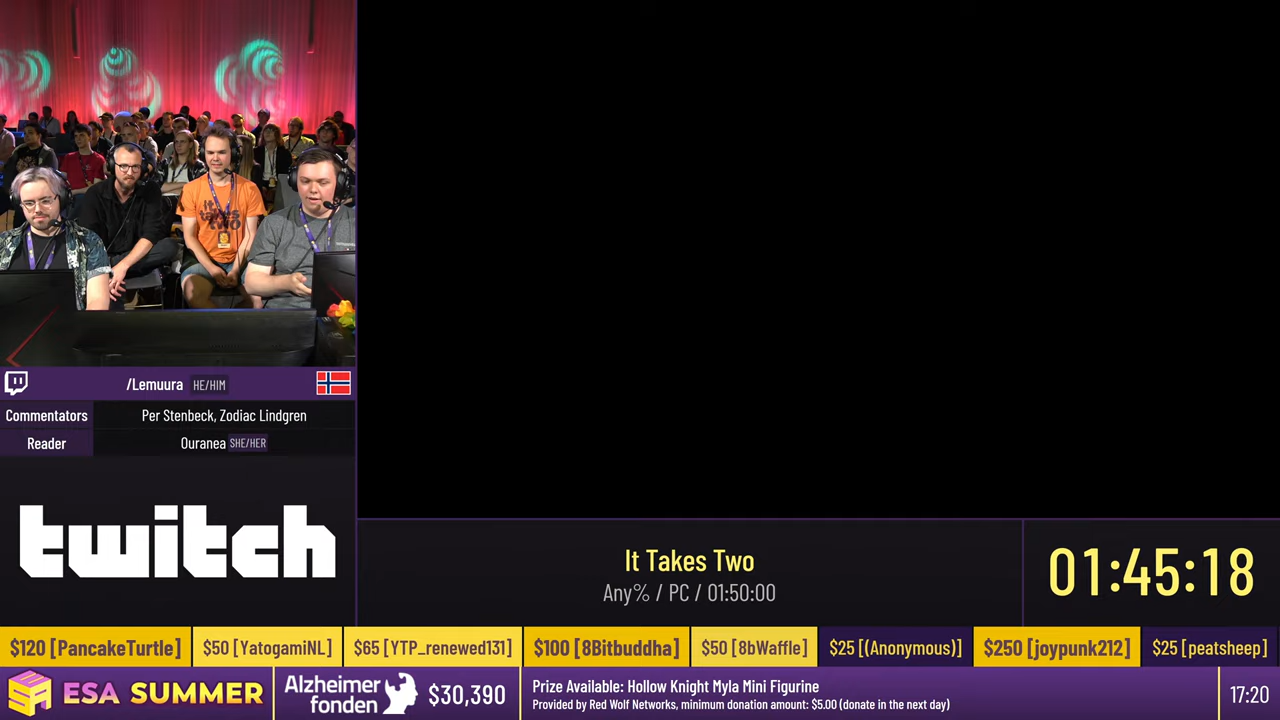 It
takes
two
/Lemuura HE/HIM
Commentators Per Stenbeck, Zodiac Lindgren
Reader Ouranea SHE/HER
twitch
It Takes Two
Any% / PC / 01:50:00
01:45:18
$120 [PancakeTurtle] $50 [YatogamiNL] $65 [YTP_renewed131] $100 [8Bitbuddha] $50 [8bWaffle] $25 [(Anonymous)] $250 [joypunk212] $25 [peatsheep]
ESA SUMMER
Alzheimer
fonden
$30,390
Prize Available: Hollow Knight Myla Mini Figurine
Provided by Red Wolf Networks, minimum donation amount: $5.00 (donate in the next day)
17:20